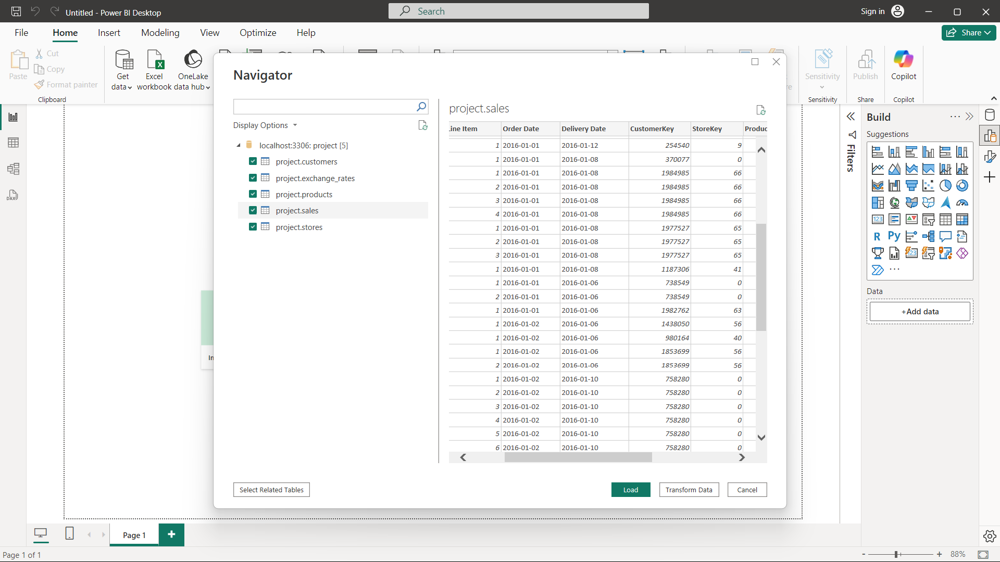 Untitled - Power BI Desktop
Search
Sign in
File
Home
Insert
Modeling
View
Optimize
Help
Share
Paste
Cut
Copy
Format painter
Clipboard
Get data
Excel workbook
OneLake data hub
Sensitivity
Publish
Copilot
Sensitivity
Share
Copilot
Navigator
Display Options
localhost:3306: project [5]
project.customers
project.exchange_rates
project.products
project.sales
project.stores
project.sales
Line Item Order Date Delivery Date CustomerKey StoreKey Produc
1 2016-01-01 2016-01-12 254540 9
1 2016-01-01 2016-01-08 370077 0
1 2016-01-01 2016-01-08 1984985 66
2 2016-01-01 2016-01-08 1984985 66
3 2016-01-01 2016-01-08 1984985 66
4 2016-01-01 2016-01-08 1984985 66
1 2016-01-01 2016-01-08 1977527 65
2 2016-01-01 2016-01-08 1977527 65
3 2016-01-01 2016-01-08 1977527 65
1 2016-01-01 2016-01-08 1187306 41
1 2016-01-01 2016-01-06 738549 0
2 2016-01-01 2016-01-06 738549 0
1 2016-01-01 2016-01-06 1982762 63
1 2016-01-02 2016-01-06 1438050 56
1 2016-01-02 2016-01-06 980164 40
1 2016-01-02 2016-01-06 1853699 56
2 2016-01-02 2016-01-06 1853699 56
1 2016-01-02 2016-01-10 758280 0
2 2016-01-02 2016-01-10 758280 0
3 2016-01-02 2016-01-10 758280 0
4 2016-01-02 2016-01-10 758280 0
5 2016-01-02 2016-01-10 758280 0
6 2016-01-02 2016-01-10 758280 0
Select Related Tables
Load
Transform Data
Cancel
Filters
Build
Suggestions
123
R
Py
123
Data
+Add data
DAX
Page 1
Page 1 of 1
- + 88%